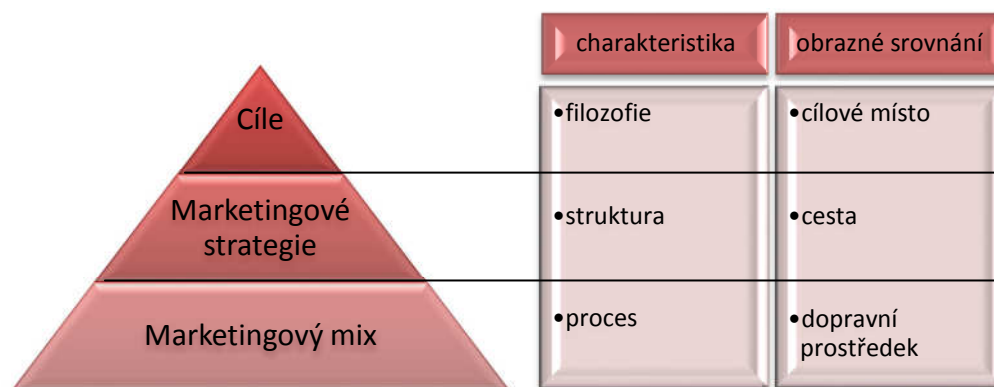 charakteristika
obrazné srovnání
Cíle
•filozofie
•cílové místo
Marketingové
strategie
•struktura
•cesta
Marketingový mix
•proces
•dopravní
prostředek